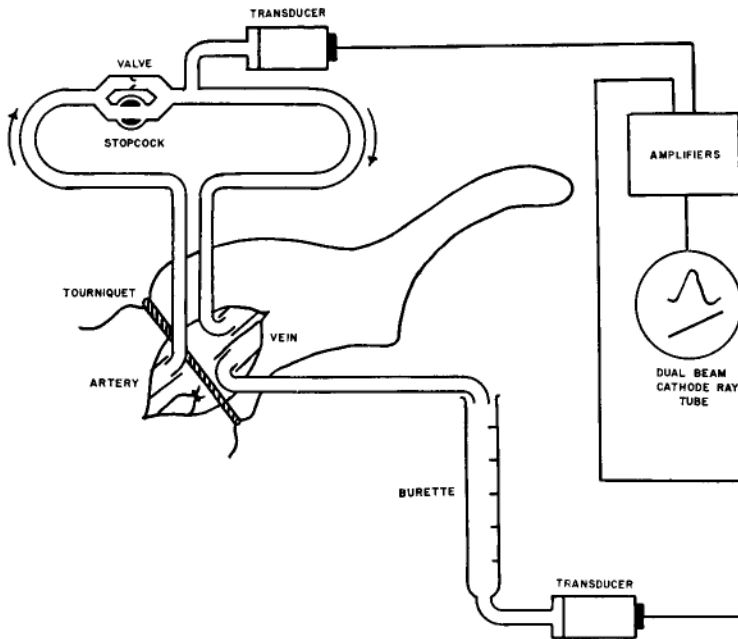 TRANSDUCER
VALVE
STOPCOCK
AMPLIFIERS
TOURNIQUET
VEIN
ARTERY
DUAL BEAM
CATHODE RAY
TUBE
BURETTE
TRANSDUCER